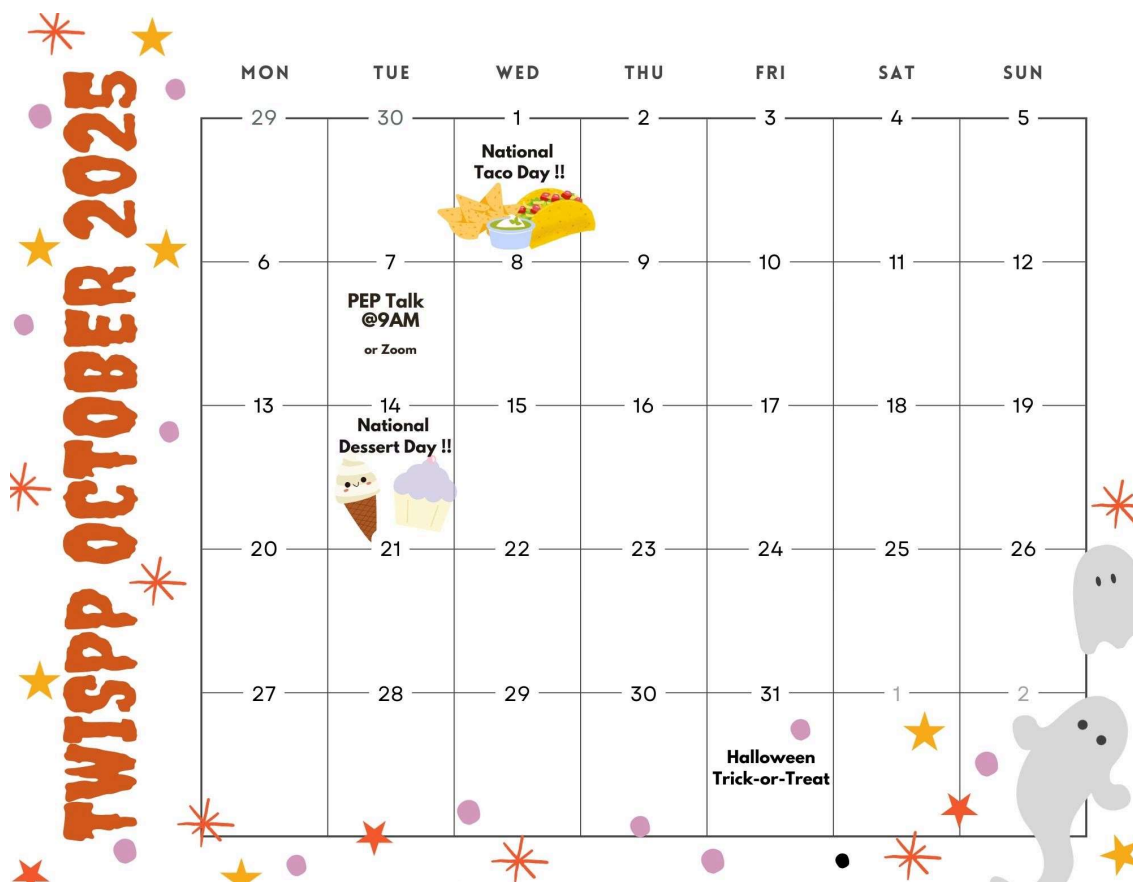 TWISPP OCTOBER 2025
MON TUE WED THU FRI SAT SUN
29 30 1 2 3 4 5
National
Taco Day !!
6 7 8 9 10 11 12
PEP Talk
@9AM
or Zoom
13 14 15 16 17 18 19
National
Dessert Day !!
20 21 22 23 24 25 26
27 28 29 30 31 1 2
Halloween
Trick-or-Treat